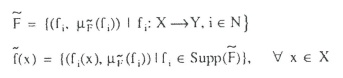 F̃ = {(f_i, μ_F̃(f_i)) | f_i: X → Y, i ∈ N}
f̃(x) = {(f_i(x), μ_F̃(f_i)) | f_i ∈ Supp(F̃)}, ∀ x ∈ X